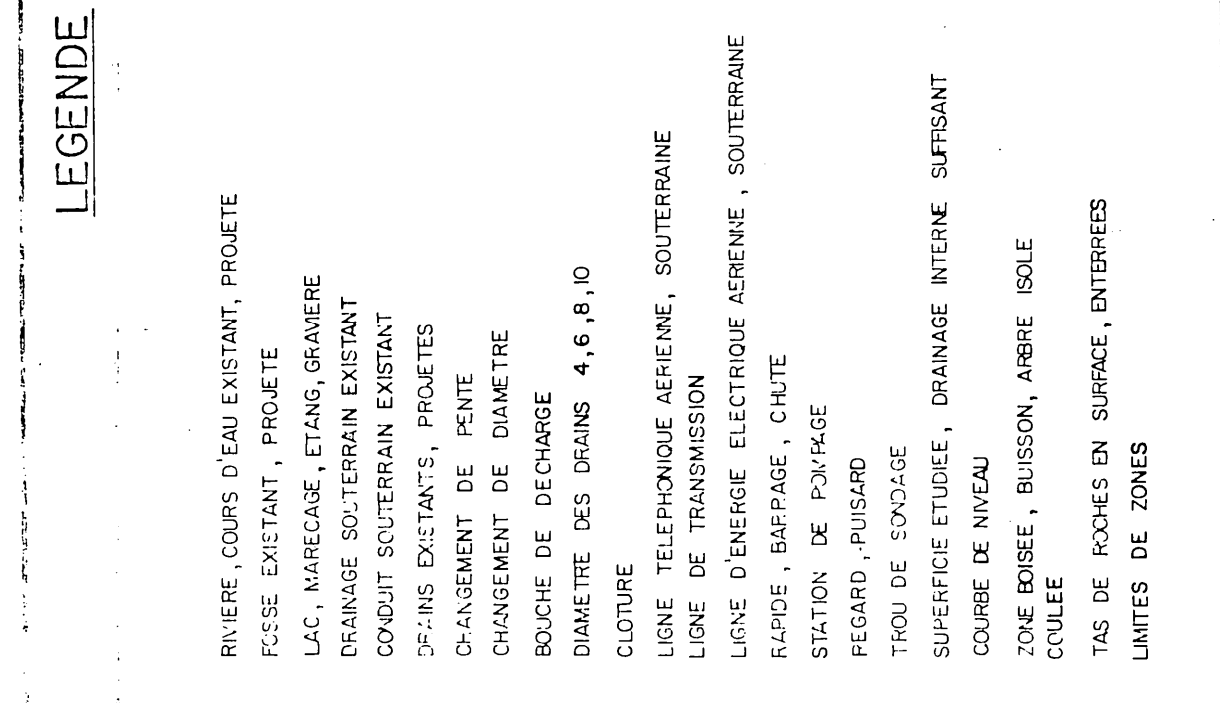 LEGENDE
RIVIERE, COURS D'EAU EXISTANT, PROJETE
FOSSE EXISTANT, PROJETE
LAC, MARECAGE, ETANG, GRAVIERE
DRAINAGE SOUTERRAIN EXISTANT
CONDUIT SOUTERRAIN EXISTANT
DRAINS EXISTANTS, PROJETES
CHANGEMENT DE PENTE
CHANGEMENT DE DIAMETRE
BOUCHE DE DECHARGE
DIAMETRE DES DRAINS 4,6,8,10
CLOTURE
LIGNE TELEPHONIQUE AERIENNE, SOUTERRAINE
LIGNE DE TRANSMISSION
LIGNE D'ENERGIE ELECTRIQUE AERIENNE, SOUTERRAINE
RAPIDE, BARRAGE, CHUTE
STATION DE POMPAGE
REGARD, PUISARD
TROU DE SONDAGE
SUPERFICIE ETUDIEE, DRAINAGE INTERNE SUFFISANT
COURBE DE NIVEAU
ZONE BOISEE, BUISSON, ARBRE ISOLE
COULEE
TAS DE ROCHES EN SURFACE, ENTERREES
LIMITES DE ZONES